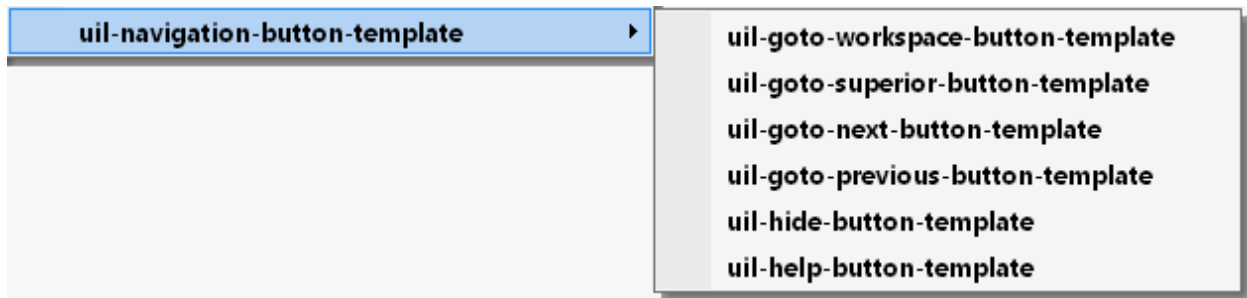 uil-navigation-button-template
uil-goto-workspace-button-template
uil-goto-superior-button-template
uil-goto-next-button-template
uil-goto-previous-button-template
uil-hide-button-template
uil-help-button-template